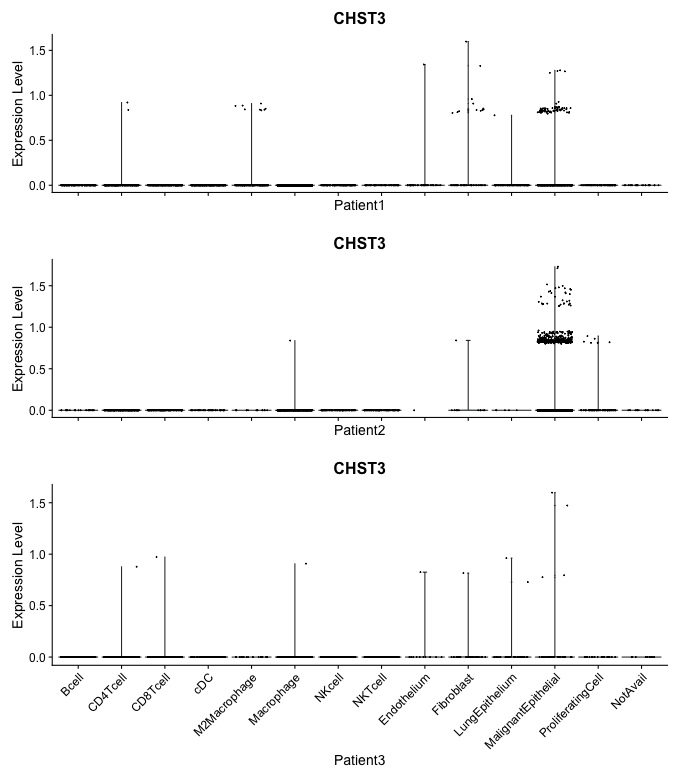 CHST3
Expression Level
1.5
1.0
0.5
0.0
Patient1
CHST3
Expression Level
1.5
1.0
0.5
0.0
Patient2
CHST3
Expression Level
1.5
1.0
0.5
0.0
Bcell
CD4Tcell
CD8Tcell
cDC
M2Macrophage
Macrophage
NKcell
NKTcell
Endothelium
Fibroblast
LungEpithelium
MalignantEpithelial
ProliferatingCell
NotAvail
Patient3